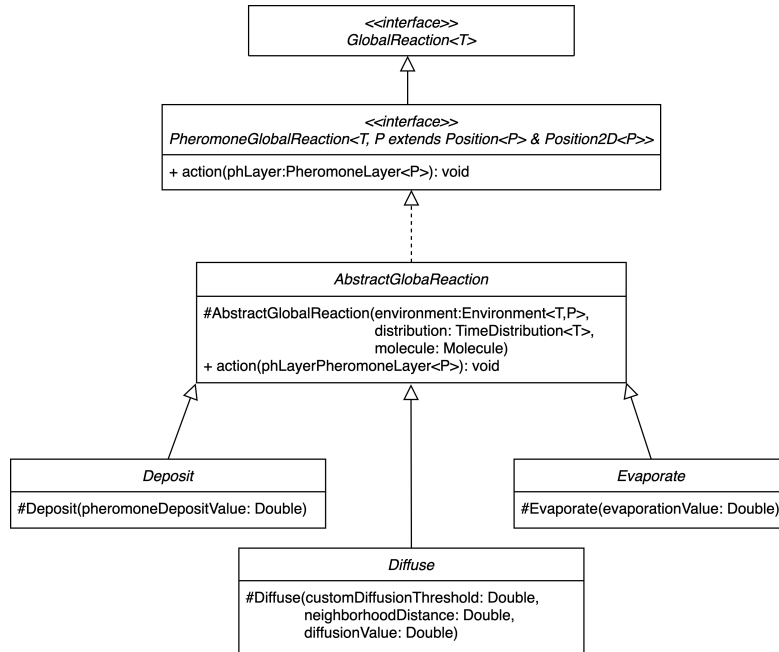 <<interface>>
GlobalReaction<T>
<<interface>>
PheromoneGlobalReaction<T, P extends Position<P> & Position2D<P>>
+ action(phLayer:PheromoneLayer<P>): void
AbstractGlobaReaction
#AbstractGlobalReaction(environment:Environment<T,P>,
distribution: TimeDistribution<T>,
molecule: Molecule)
+ action(phLayerPheromoneLayer<P>): void
Deposit
#Deposit(pheromoneDepositValue: Double)
Evaporate
#Evaporate(evaporationValue: Double)
Diffuse
#Diffuse(customDiffusionThreshold: Double,
neighborhoodDistance: Double,
diffusionValue: Double)